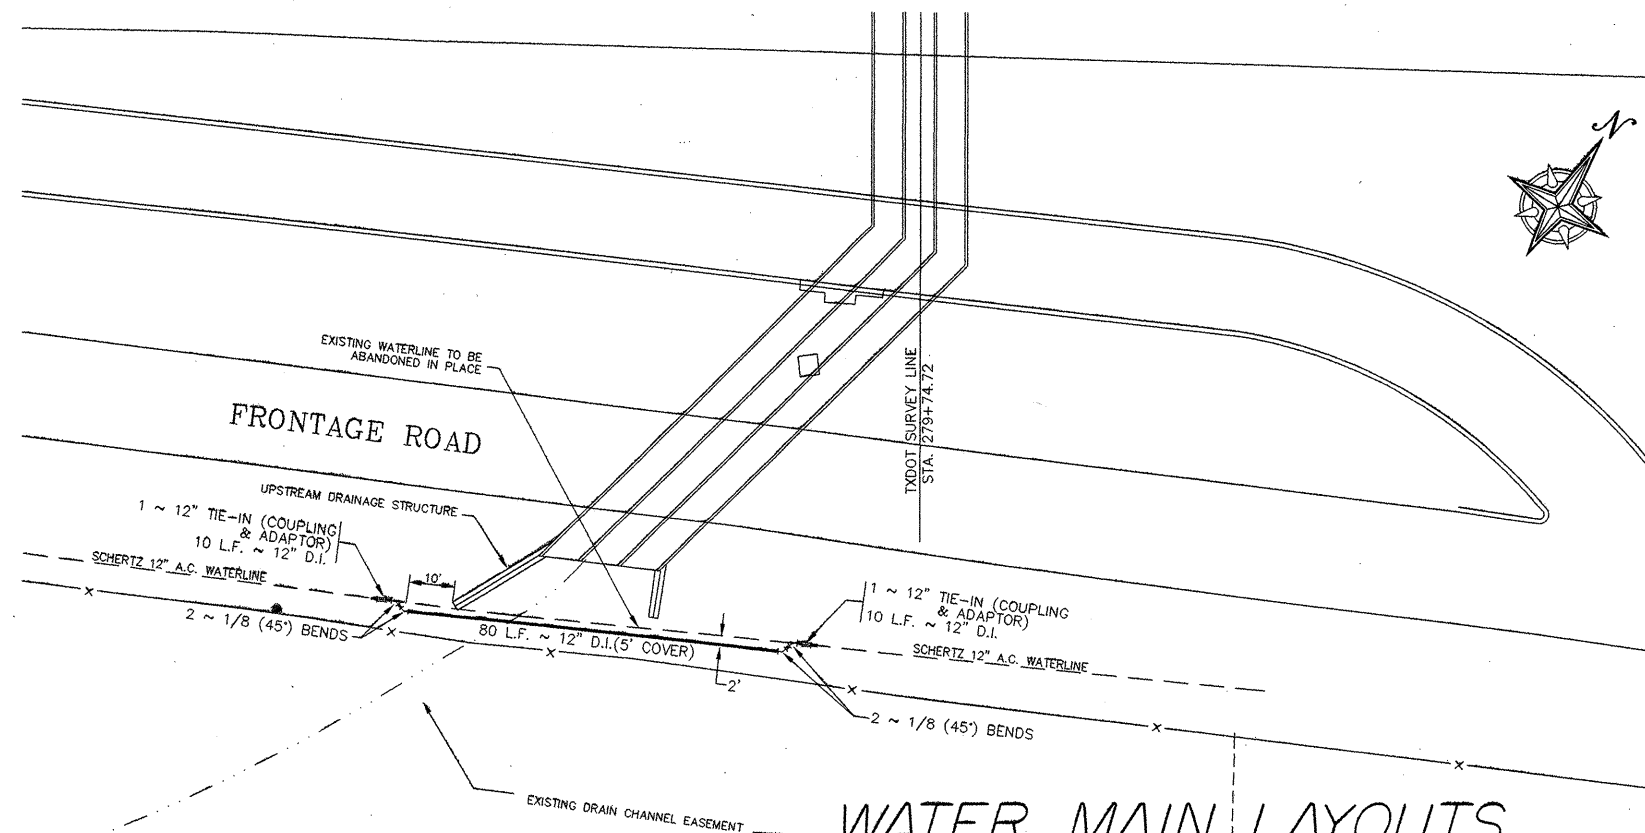 N
EXISTING WATERLINE TO BE
ABANDONED IN PLACE
TXDOT SURVEY LINE
STA. 279+74.72
FRONTAGE ROAD
UPSTREAM DRAINAGE STRUCTURE
1 ~ 12" TIE-IN (COUPLING
& ADAPTOR)
10 L.F. ~ 12" D.I.
SCHERTZ 12" A.C. WATERLINE
10'
2 ~ 1/8 (45°) BENDS
80 L.F. ~ 12" D.I.(5' COVER)
2'
1 ~ 12" TIE-IN (COUPLING
& ADAPTOR)
10 L.F. ~ 12" D.I.
SCHERTZ 12" A.C. WATERLINE
2 ~ 1/8 (45°) BENDS
EXISTING DRAIN CHANNEL EASEMENT
WATER MAIN LAYOUTS